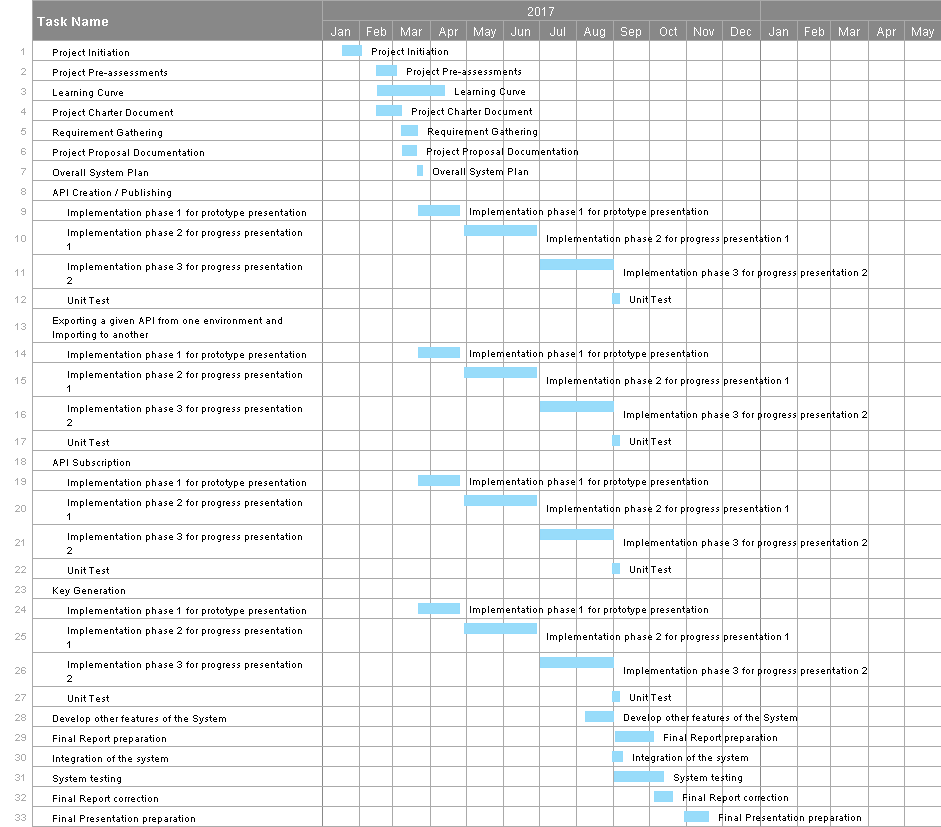 Task Name
2017
Jan Feb Mar Apr May Jun Jul Aug Sep Oct Nov Dec Jan Feb Mar Apr May
1 Project Initiation Project Initiation
2 Project Pre-assessments Project Pre-assessments
3 Learning Curve Learning Curve
4 Project Charter Document Project Charter Document
5 Requirement Gathering Requirement Gathering
6 Project Proposal Documentation Project Proposal Documentation
7 Overall System Plan Overall System Plan
8 API Creation / Publishing
9 Implementation phase 1 for prototype presentation Implementation phase 1 for prototype presentation
10 Implementation phase 2 for progress presentation
1
Implementation phase 2 for progress presentation 1
11 Implementation phase 3 for progress presentation
2
Implementation phase 3 for progress presentation 2
12 Unit Test Unit Test
13 Exporting a given API from one environment and
Importing to another
14 Implementation phase 1 for prototype presentation Implementation phase 1 for prototype presentation
15 Implementation phase 2 for progress presentation
1
Implementation phase 2 for progress presentation 1
16 Implementation phase 3 for progress presentation
2
Implementation phase 3 for progress presentation 2
17 Unit Test Unit Test
18 API Subscription
19 Implementation phase 1 for prototype presentation Implementation phase 1 for prototype presentation
20 Implementation phase 2 for progress presentation
1
Implementation phase 2 for progress presentation 1
21 Implementation phase 3 for progress presentation
2
Implementation phase 3 for progress presentation 2
22 Unit Test Unit Test
23 Key Generation
24 Implementation phase 1 for prototype presentation Implementation phase 1 for prototype presentation
25 Implementation phase 2 for progress presentation
1
Implementation phase 2 for progress presentation 1
26 Implementation phase 3 for progress presentation
2
Implementation phase 3 for progress presentation 2
27 Unit Test Unit Test
28 Develop other features of the System Develop other features of the System
29 Final Report preparation Final Report preparation
30 Integration of the system Integration of the system
31 System testing System testing
32 Final Report correction Final Report correction
33 Final Presentation preparation Final Presentation preparation